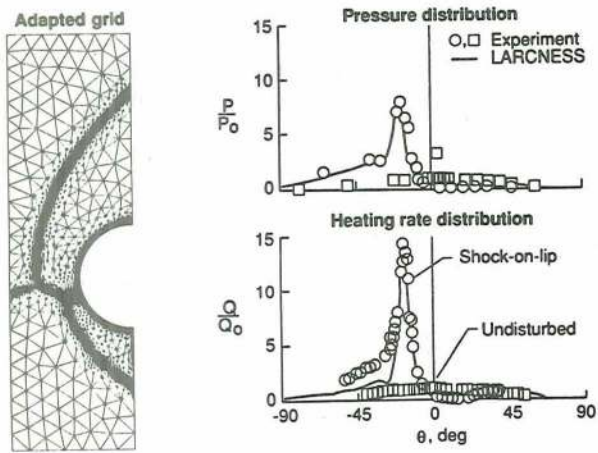 Adapted grid
Pressure distribution
15
10
5
0
P
P₀
○,□ Experiment
— LARCNESS
Heating rate distribution
15
10
5
0
Q̇
Q̇₀
Shock-on-lip
Undisturbed
-90 -45 0 45 90
θ, deg